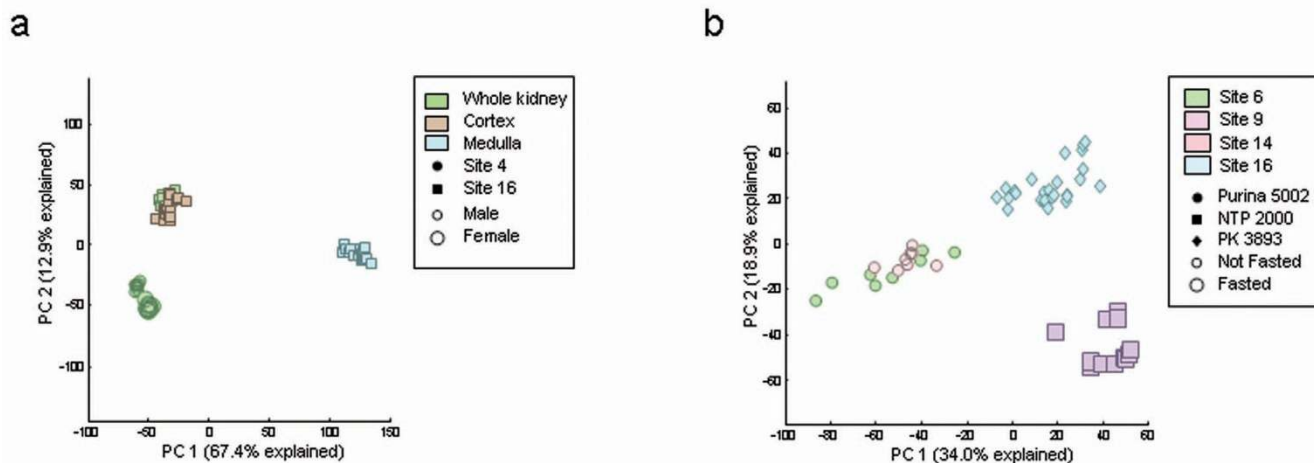 a
PC 2 (12.9% explained)
100
50
0
-50
-100
-100
-50
0
50
100
150
PC 1 (67.4% explained)
Whole kidney
Cortex
Medulla
Site 4
Site 16
Male
Female
b
PC 2 (18.9% explained)
60
40
20
0
-20
-40
-60
-100
-80
-60
-40
-20
0
20
40
60
PC 1 (34.0% explained)
Site 6
Site 9
Site 14
Site 16
Purina 5002
NTP 2000
PK 3893
Not Fasted
Fasted